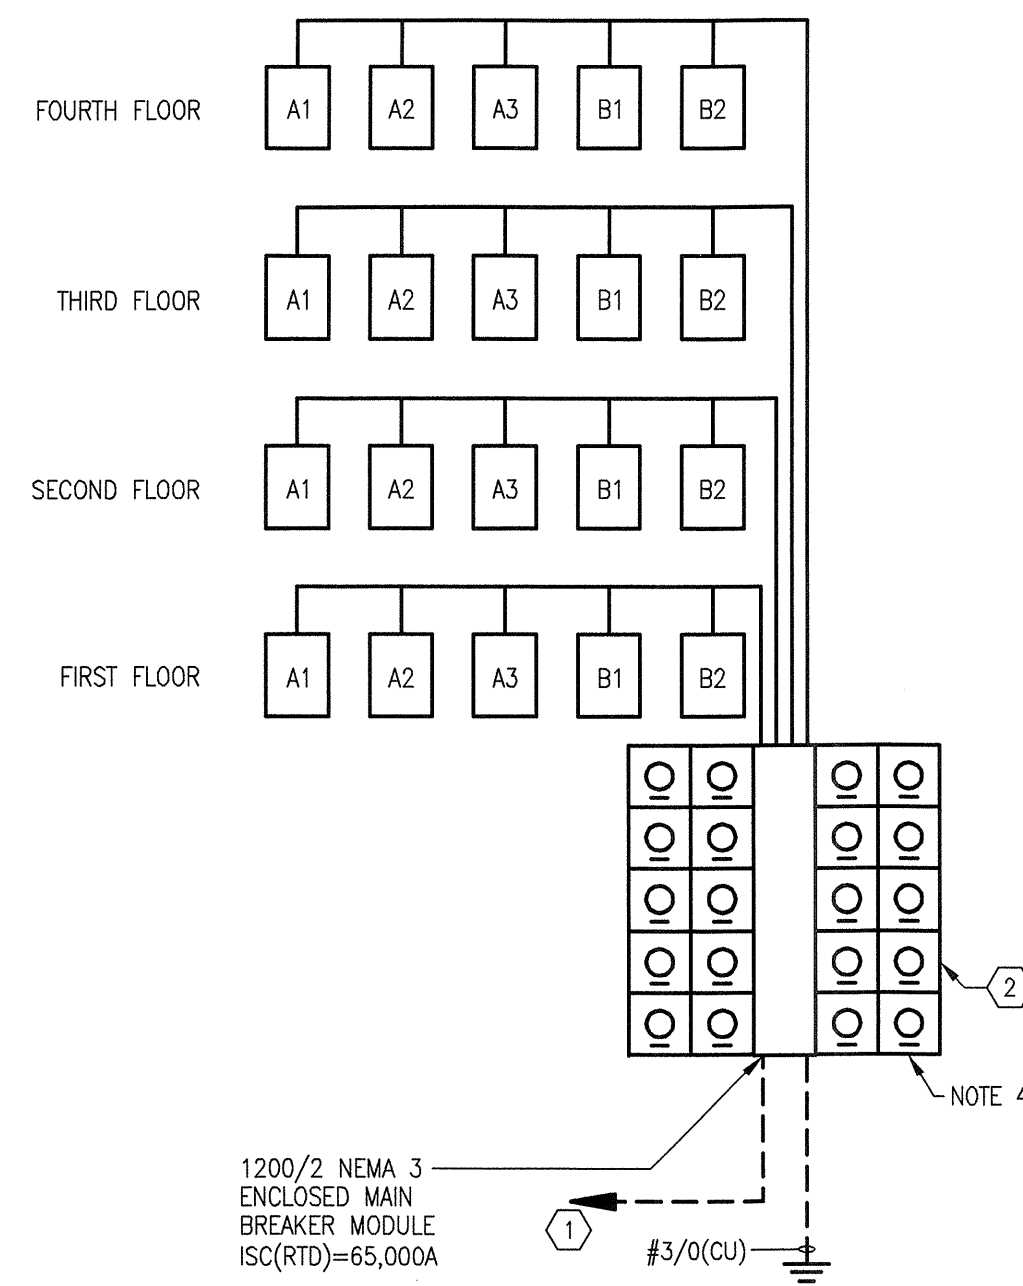 FOURTH FLOOR A1 A2 A3 B1 B2
THIRD FLOOR A1 A2 A3 B1 B2
SECOND FLOOR A1 A2 A3 B1 B2
FIRST FLOOR A1 A2 A3 B1 B2
2
NOTE 4
1200/2 NEMA 3
ENCLOSED MAIN
BREAKER MODULE
ISC(RTD)=65,000A
1
#3/0(CU)